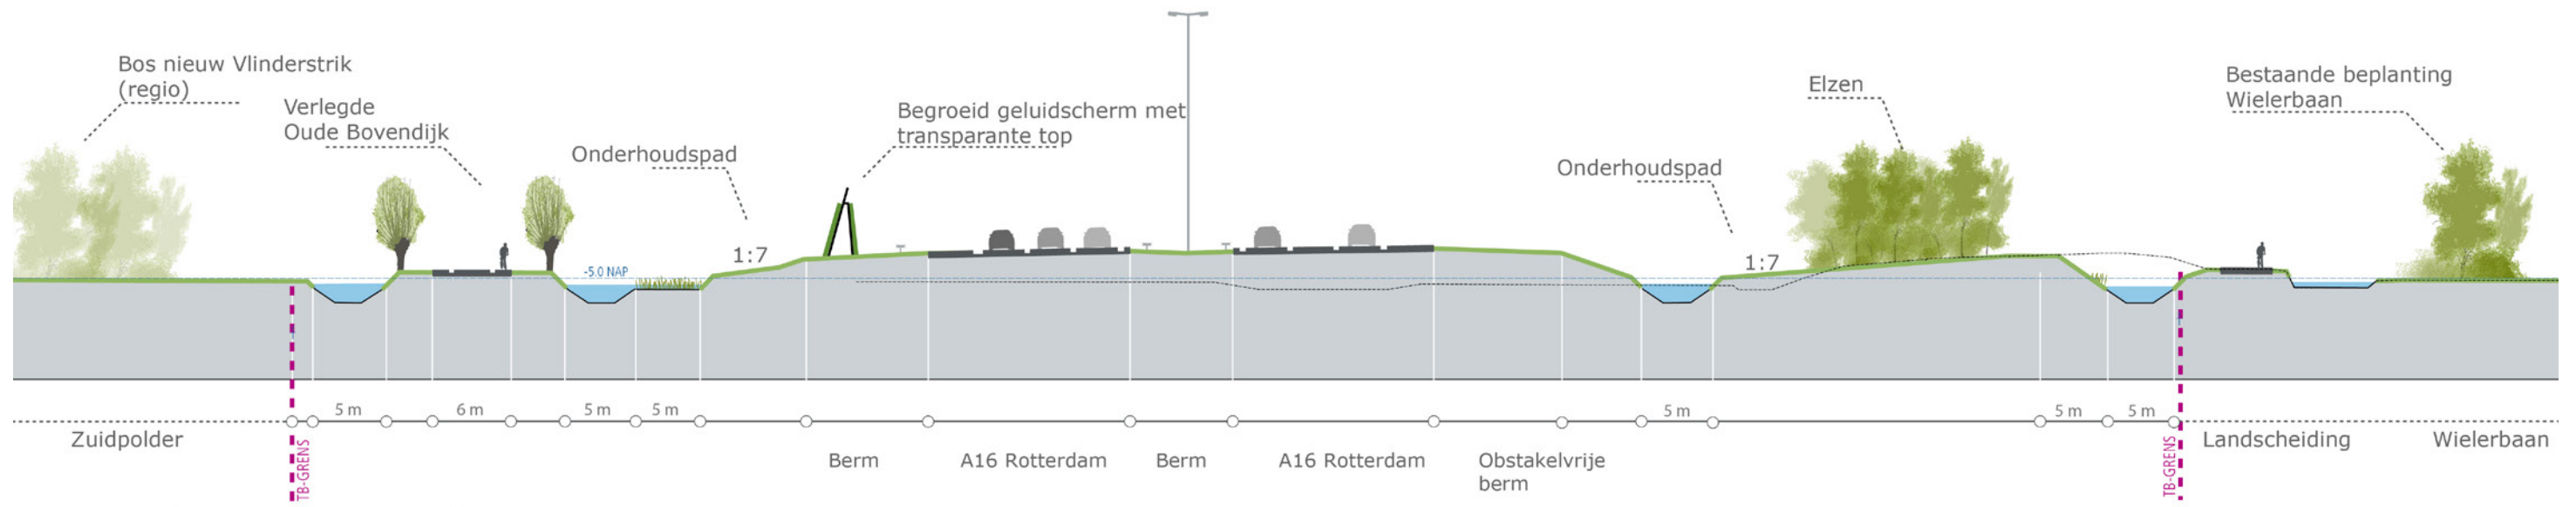 Bos nieuw Vlinderstrik
(regio)
Verlegde
Oude Bovendijk
Onderhoudspad
Begroeid geluidscherm met
transparante top
Onderhoudspad
Elzen
Bestaande beplanting
Wielerbaan
-5.0 NAP
1:7
1:7
5 m
6 m
5 m
5 m
5 m
5 m
5 m
Zuidpolder
TB-GRENS
Berm
A16 Rotterdam
Berm
A16 Rotterdam
Obstakelvrije
berm
TB-GRENS
Landscheiding
Wielerbaan